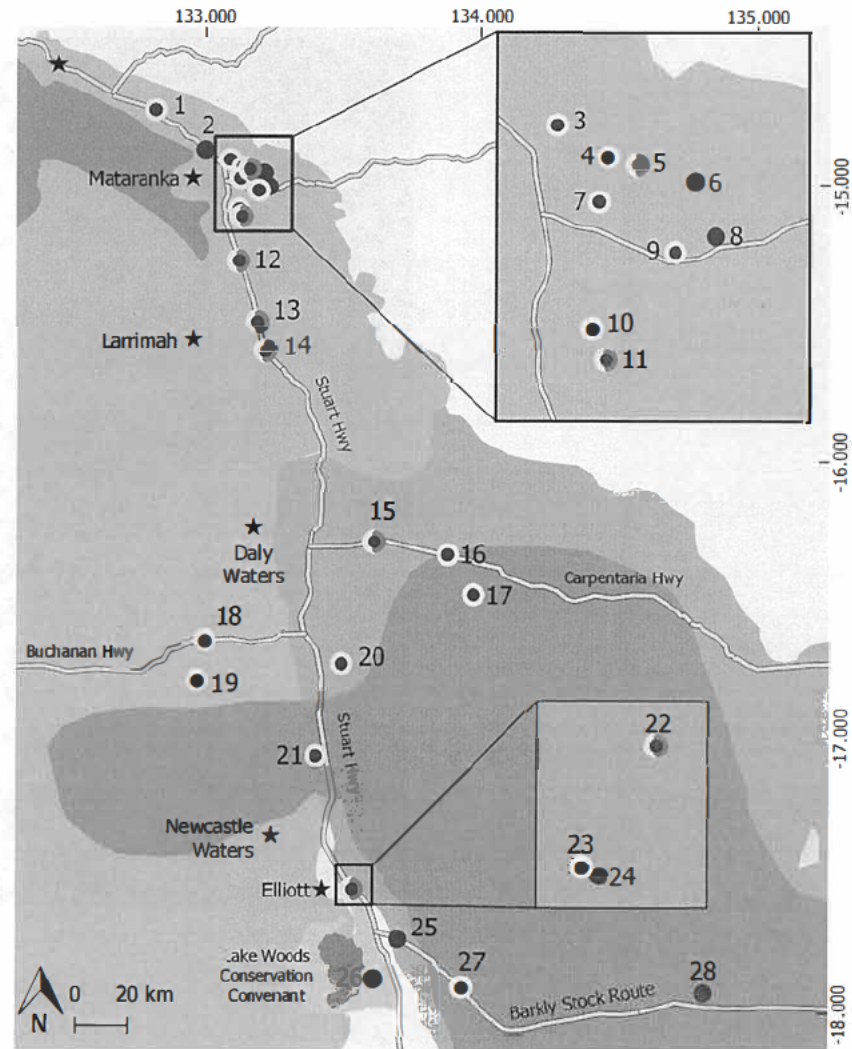 133.000
134.000
135.000
1
2
3
4
5
6
7
8
9
10
11
Mataranka
-15.000
12
13
14
Larrimah
Stuart Hwy
-16.000
15
16
17
Daly
Waters
Carpentaria Hwy
18
Buchanan Hwy
19
20
21
Stuart Hwy
22
23
24
-17.000
Newcastle
Waters
Elliott
25
26
27
28
Lake Woods
Conservation
Convenant
Barkly Stock Route
N
0 20 km
-18.000